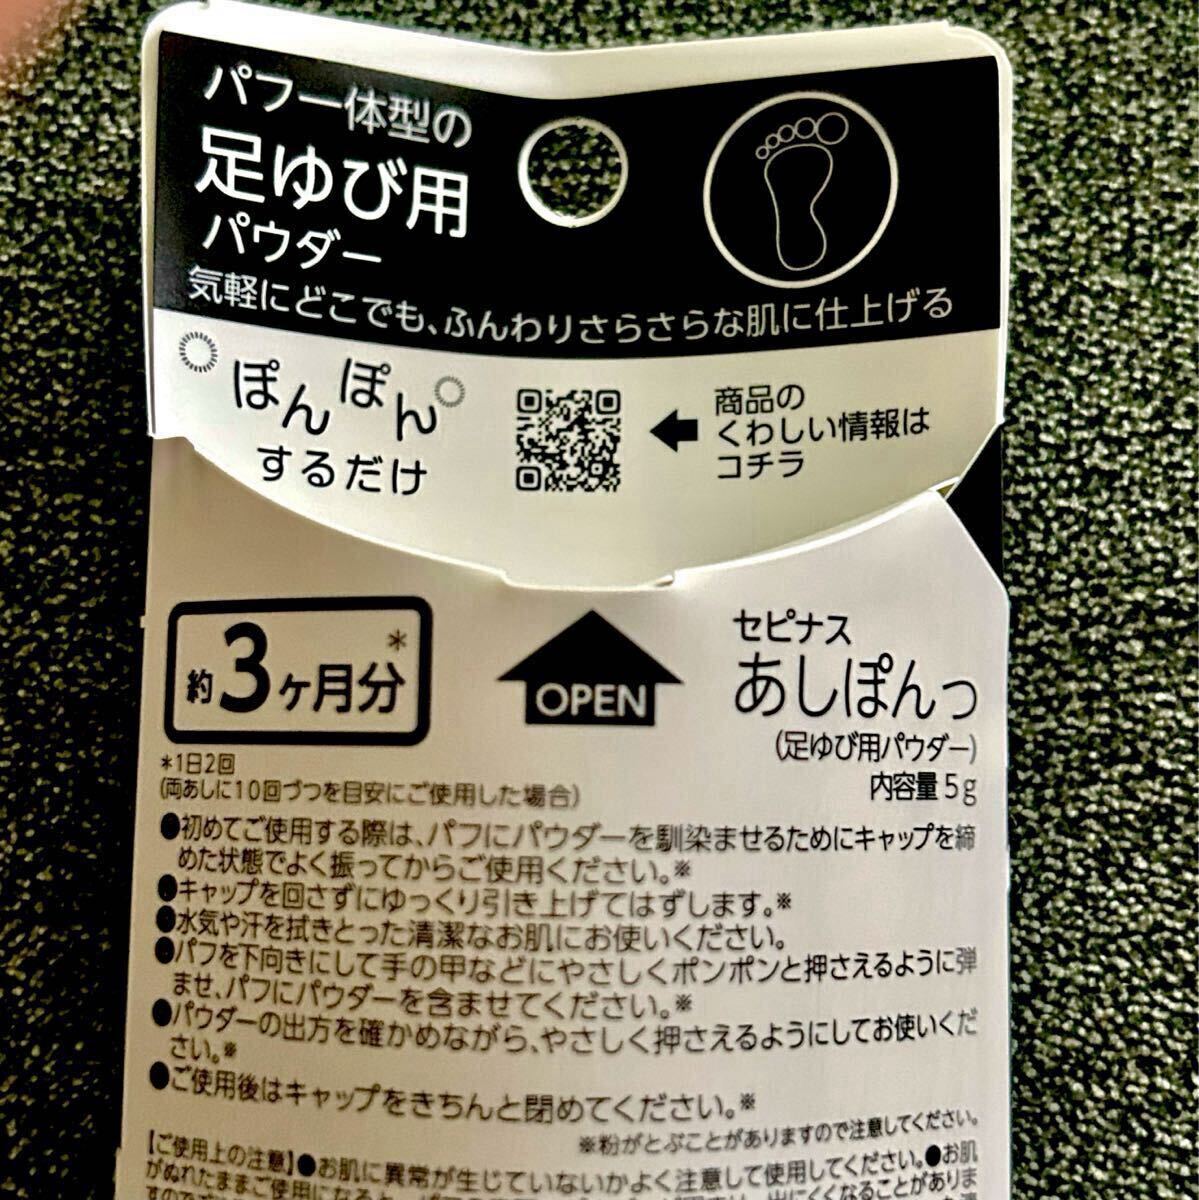 パフ一体型の
足ゆび用
パウダー
気軽にどこでも、ふんわりさらさらな肌に仕上げる
ぽんぽん
するだけ
商品の
くわしい情報は
コチラ
約3ヶ月分*
OPEN
セピナス
あしぽんっ
(足ゆび用パウダー)
内容量5g
*1日2回
(両あしに10回づつを目安にご使用した場合)
●初めてご使用する際は、パフにパウダーを馴染ませるためにキャップを締
めた状態でよく振ってからご使用ください。※
●キャップを回さずにゆっくり引き上げてはずします。※
●水気や汗を拭きとった清潔なお肌にお使いください。
●パフを下向きにして手の甲などにやさしくポンポンと押さえるように弾
ませ、パフにパウダーを含ませてください。※
●パウダーの出方を確かめながら、やさしく押さえるようにしてお使いくだ
さい。※
●ご使用後はキャップをきちんと閉めてください。※
※粉がとぶことがありますので注意してください。
【ご使用上の注意】●お肌に異常が生じていないかよく注意して使用してください。●お肌
がぬれたままご使用になると、
出にくくなることがありま
すので